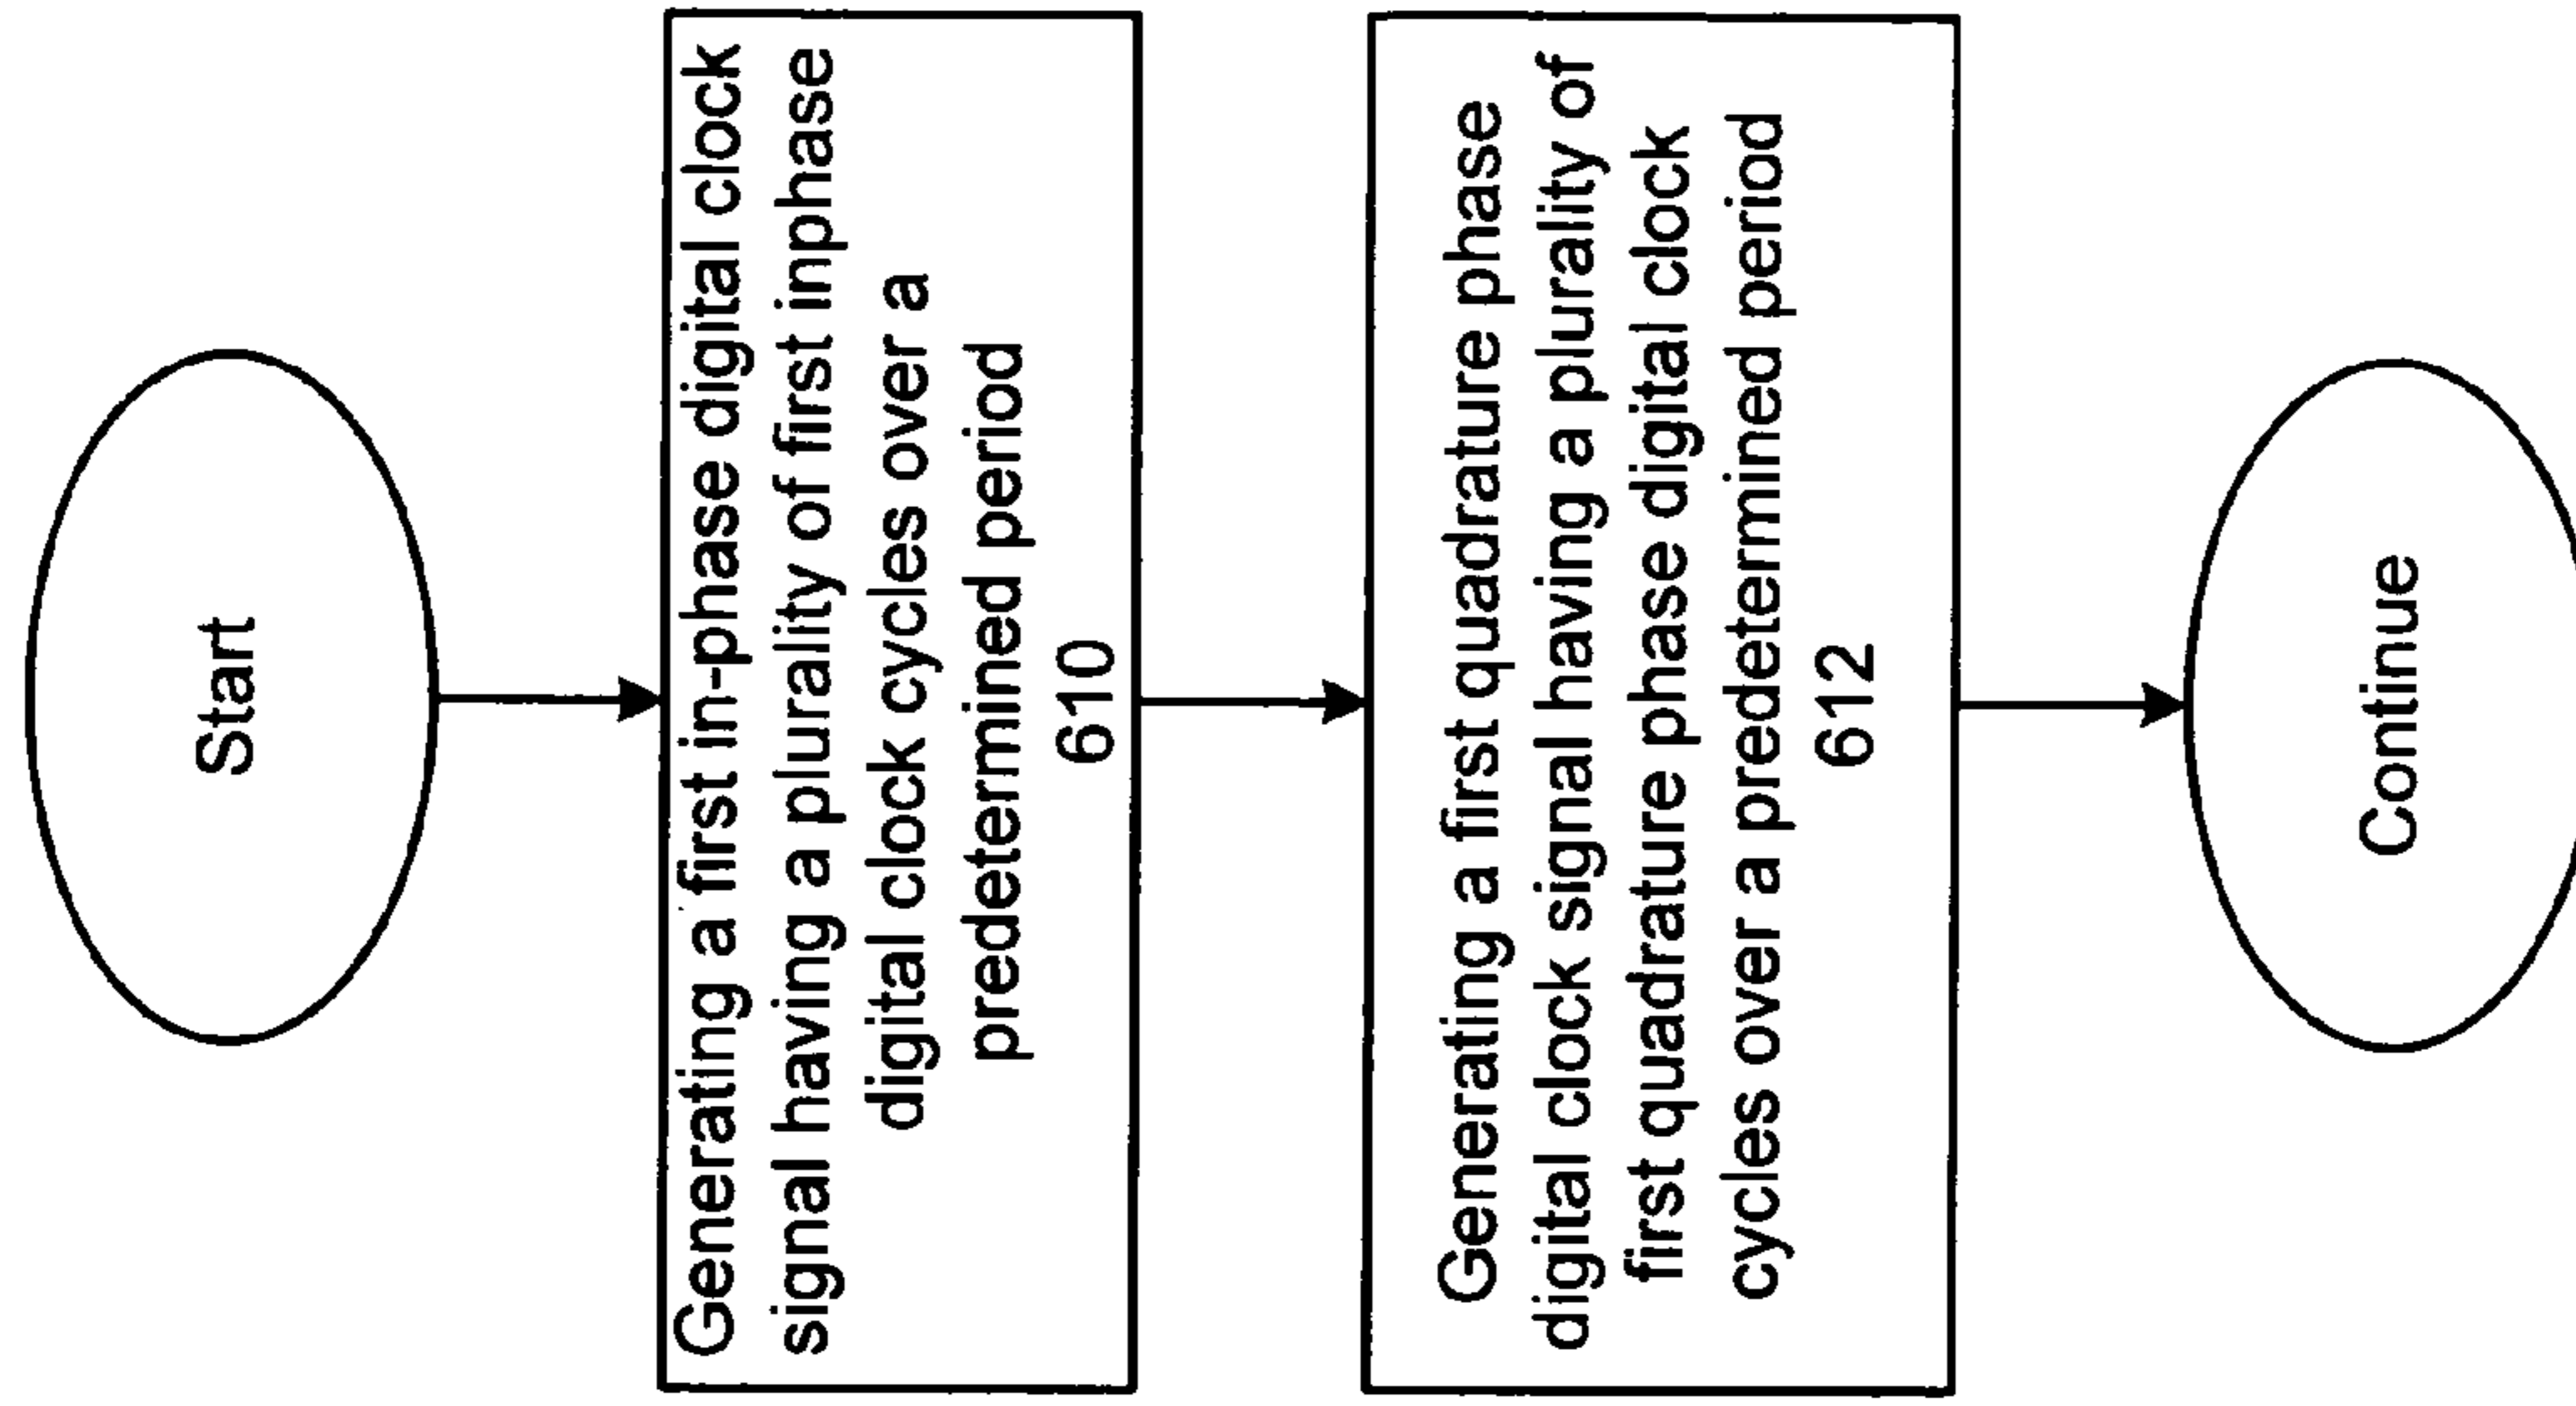 Start
Generating a first in-phase digital clock
signal having a plurality of first inphase
digital clock cycles over a
predetermined period
610
Generating a first quadrature phase
digital clock signal having a plurality of
first quadrature phase digital clock
cycles over a predetermined period
612
Continue